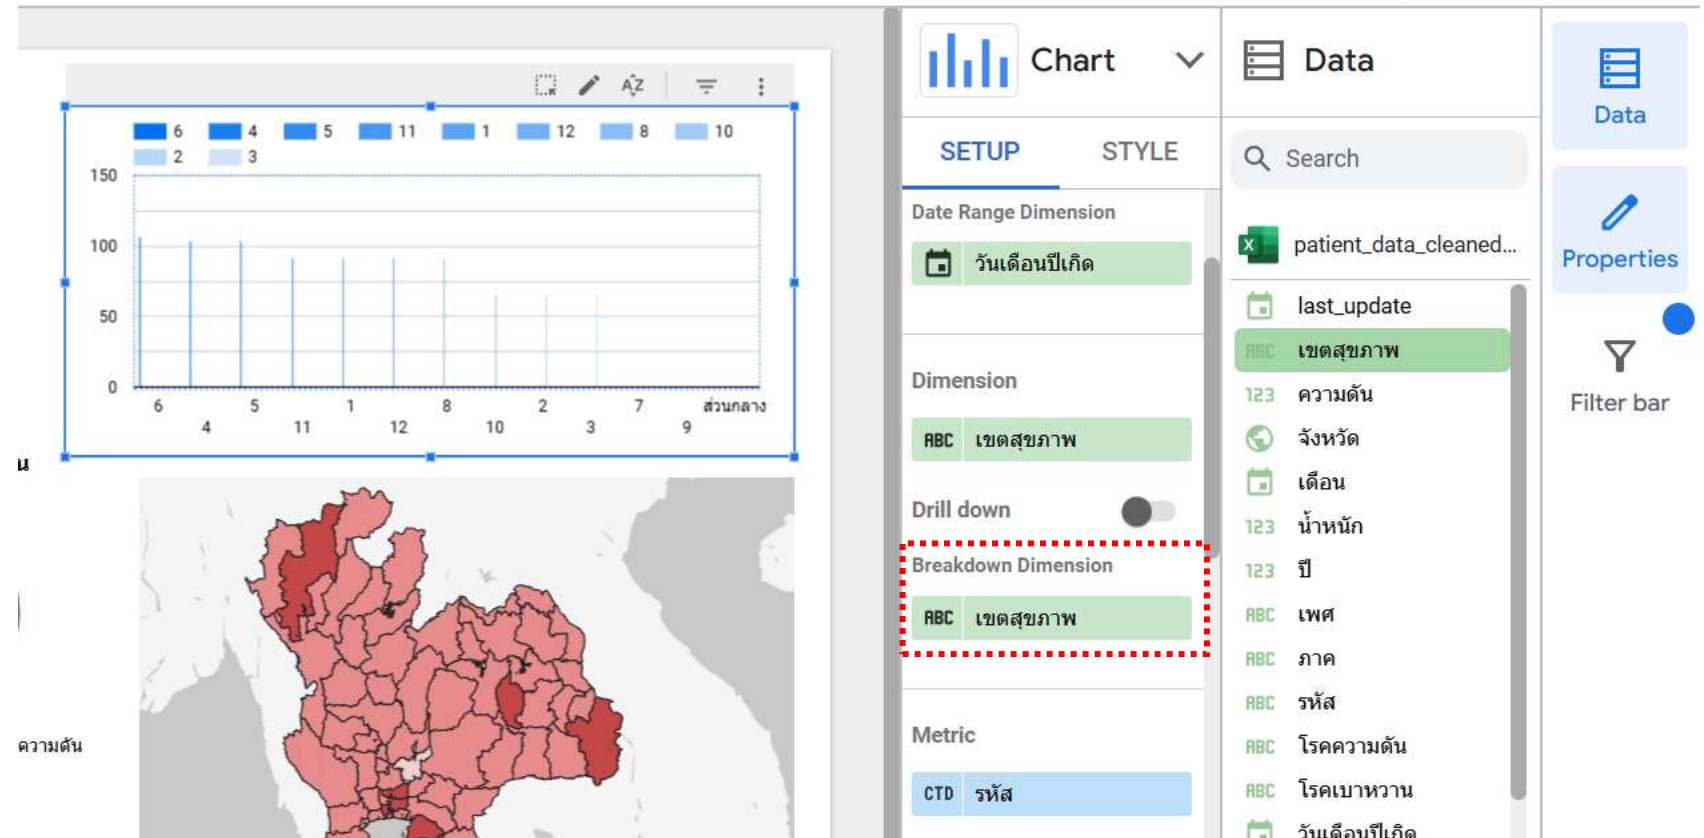 6 4 5 11 1 12 8 10
2 3
150
100
50
0
6 5 1 8 2 7 ส่วนกลาง
4 11 12 10 3 9
น
ความดัน
Chart
SETUP STYLE
Date Range Dimension
วันเดือนปีเกิด
Dimension
ABC เขตสุขภาพ
Drill down
Breakdown Dimension
ABC เขตสุขภาพ
Metric
CTD รหัส
Data
Search
patient_data_cleaned...
last_update
ABC เขตสุขภาพ
123 ความดัน
จังหวัด
เดือน
123 น้ำหนัก
123 ปี
ABC เพศ
ABC ภาค
ABC รหัส
ABC โรคความดัน
ABC โรคเบาหวาน
วันเดือนปีเกิด
Data
Properties
Filter bar